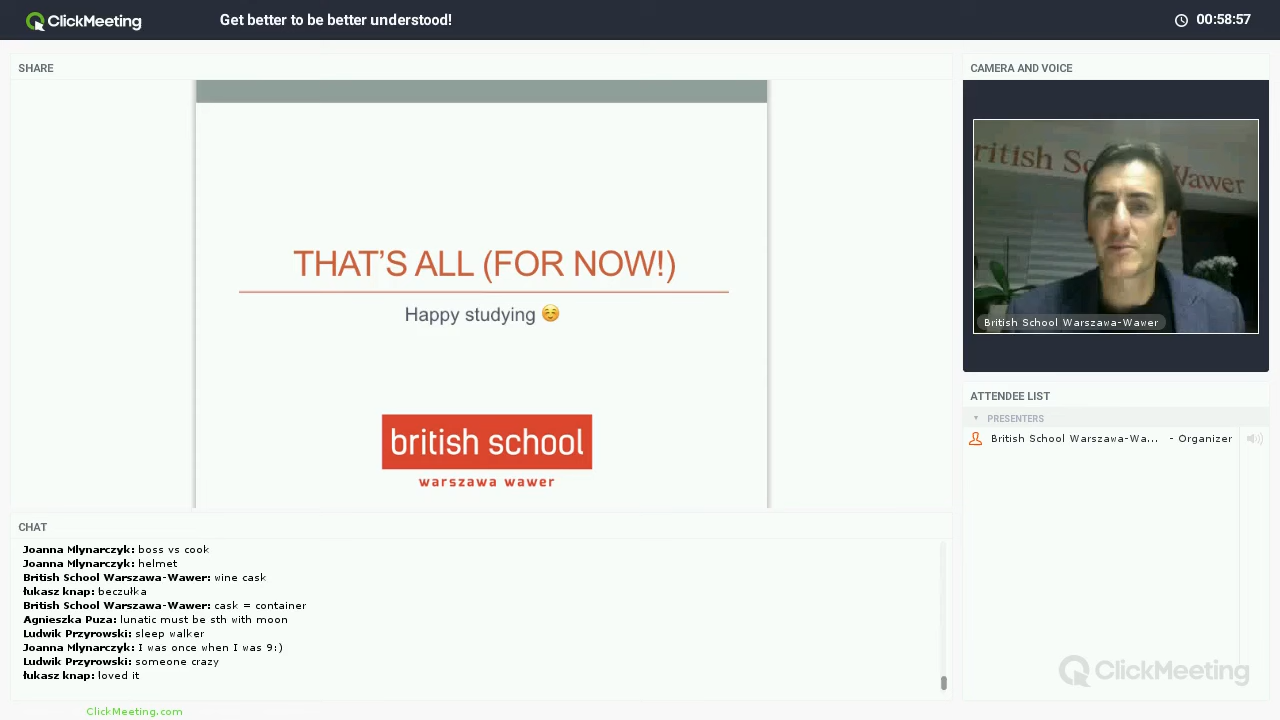 ClickMeeting
Get better to be better understood!
00:58:57
SHARE
CAMERA AND VOICE
THAT'S ALL (FOR NOW!)
Happy studying ☺️
british school
warszawa wawer
ritish Sc
Wawer
British School Warszawa-Wawer
ATTENDEE LIST
PRESENTERS
British School Warszawa-Wa... - Organizer
CHAT
Joanna Mlynarczyk: boss vs cook
Joanna Mlynarczyk: helmet
British School Warszawa-Wawer: wine cask
łukasz knap: beczułka
British School Warszawa-Wawer: cask = container
Agnieszka Puza: lunatic must be sth with moon
Ludwik Przyrowski: sleep walker
Joanna Mlynarczyk: I was once when I was 9:)
Ludwik Przyrowski: someone crazy
łukasz knap: loved it
ClickMeeting
ClickMeeting.com